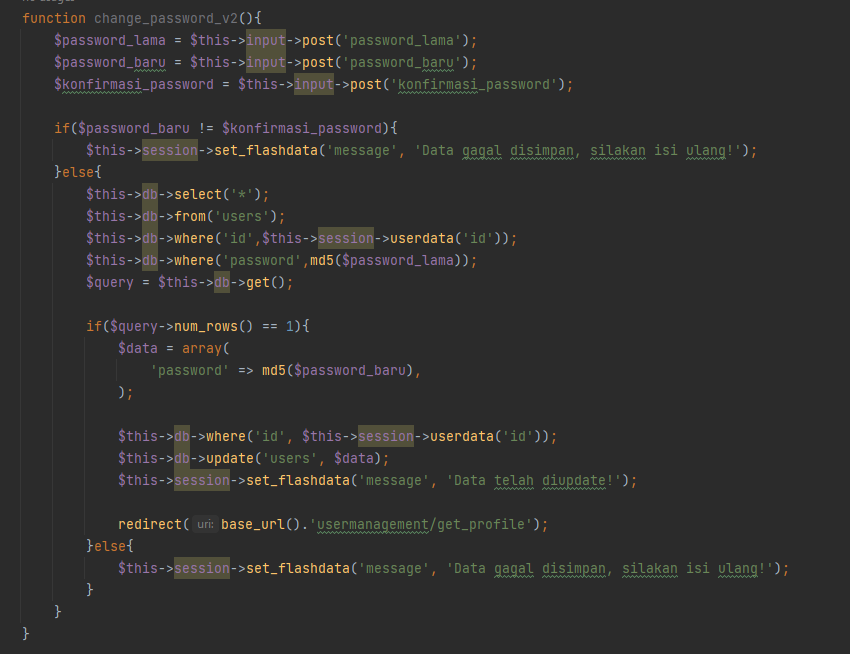 function change_password_v2(){
$password_lama = $this->input->post('password_lama');
$password_baru = $this->input->post('password_baru');
$konfirmasi_password = $this->input->post('konfirmasi_password');
if($password_baru != $konfirmasi_password){
$this->session->set_flashdata('message', 'Data gagal disimpan, silakan isi ulang!');
}else{
$this->db->select('*');
$this->db->from('users');
$this->db->where('id',$this->session->userdata('id'));
$this->db->where('password',md5($password_lama));
$query = $this->db->get();
if($query->num_rows() == 1){
$data = array(
'password' => md5($password_baru),
);
$this->db->where('id', $this->session->userdata('id'));
$this->db->update('users', $data);
$this->session->set_flashdata('message', 'Data telah diupdate!');
redirect( uri: base_url().'usermanagement/get_profile');
}else{
$this->session->set_flashdata('message', 'Data gagal disimpan, silakan isi ulang!');
}
}
}